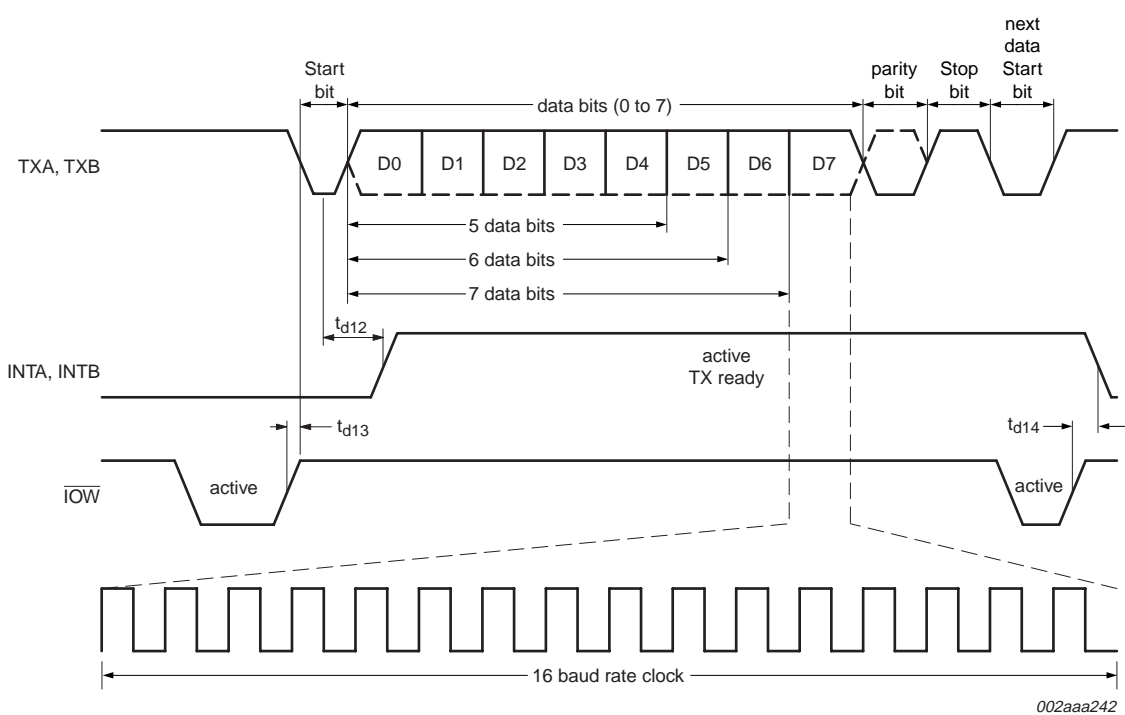 next
data
Start
bit
Start
bit
parity
bit
Stop
bit
data bits (0 to 7)
TXA, TXB
D0
D1
D2
D3
D4
D5
D6
D7
5 data bits
6 data bits
7 data bits
td12
INTA, INTB
active
TX ready
td13
td14
IOW
active
active
16 baud rate clock
002aaa242